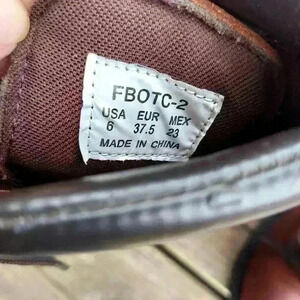 FBOTC-2
USA EUR MEX
6 37.5 23
MADE IN CHINA